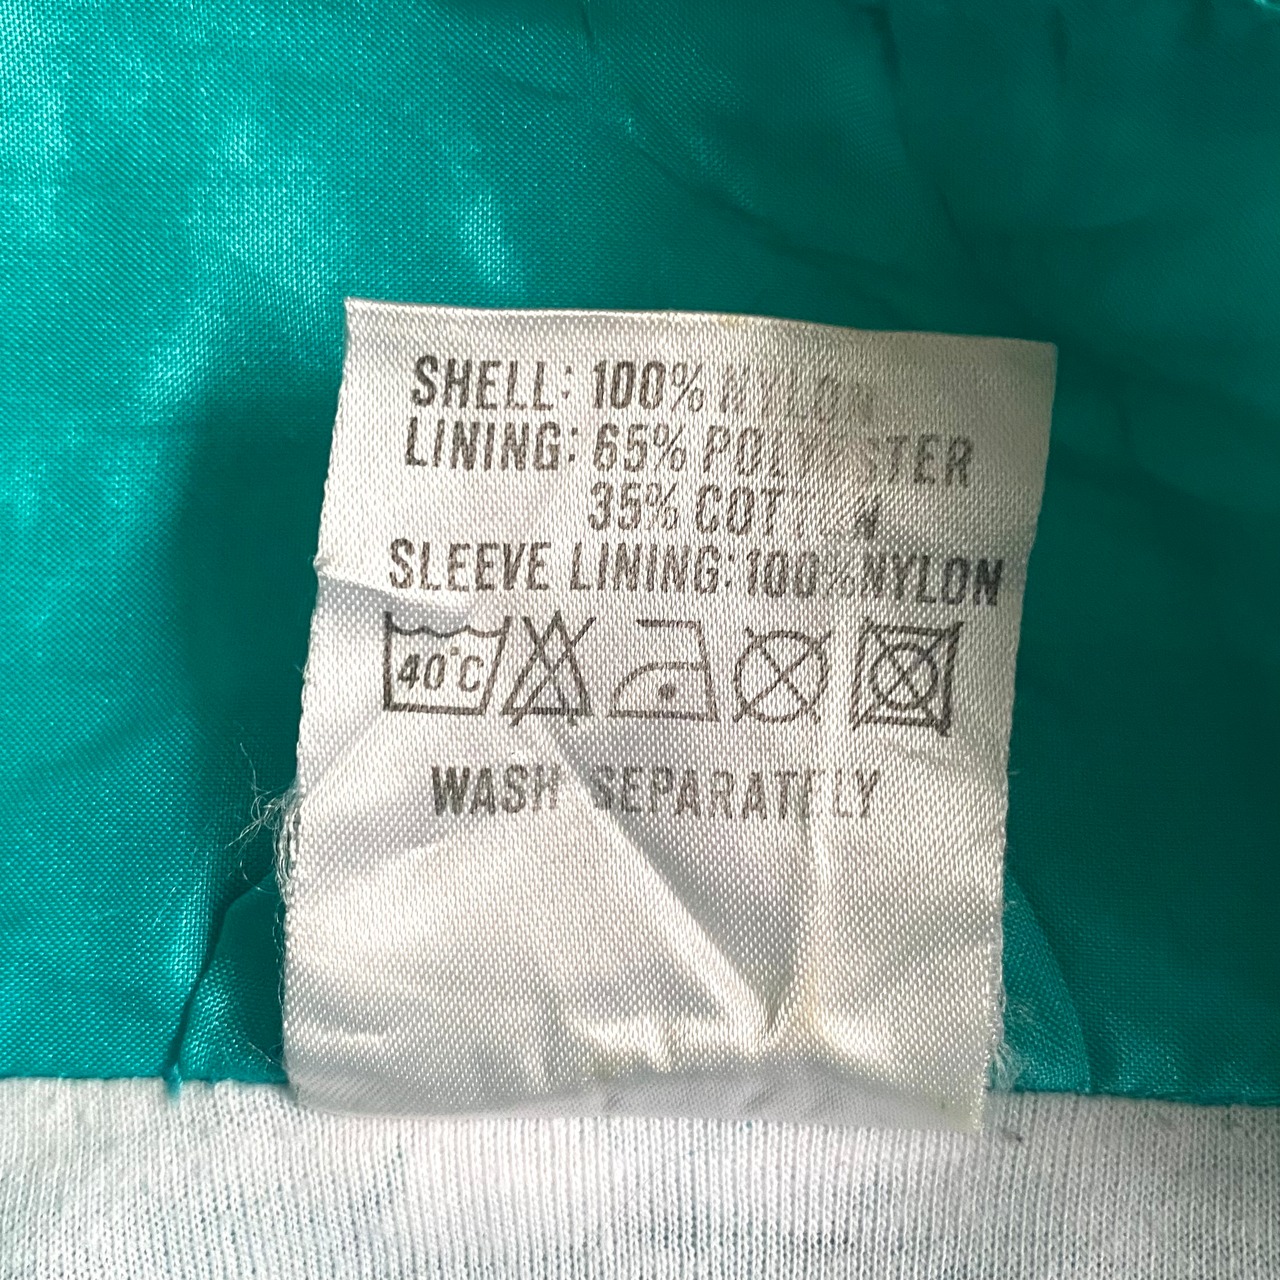 SHELL: 100% NYLON
LINING: 65% POLYESTER
35% COTTON
SLEEVE LINING: 100% NYLON
40°C
WASH SEPARATELY